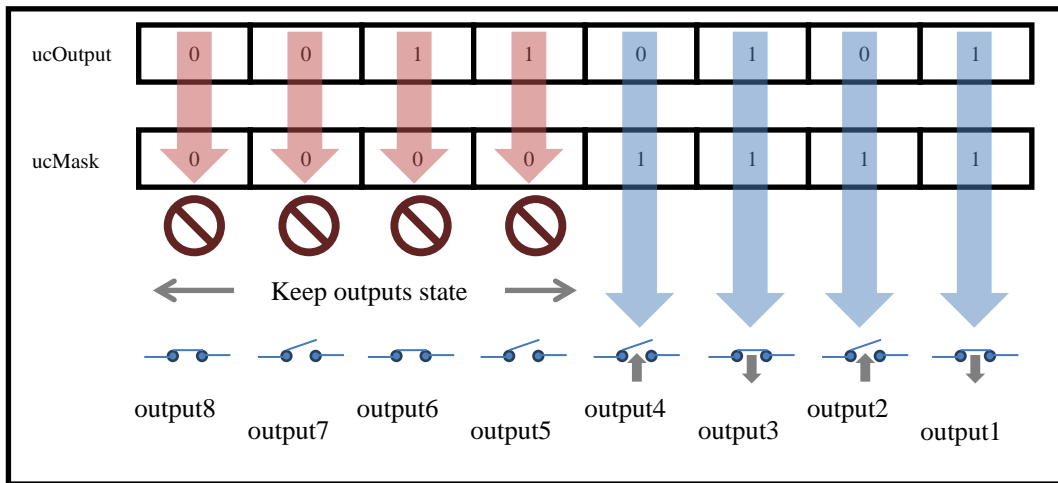 ucOutput 0 0 1 1 0 1 0 1
ucMask 0 0 0 0 1 1 1 1
Keep outputs state
output8 output7 output6 output5 output4 output3 output2 output1